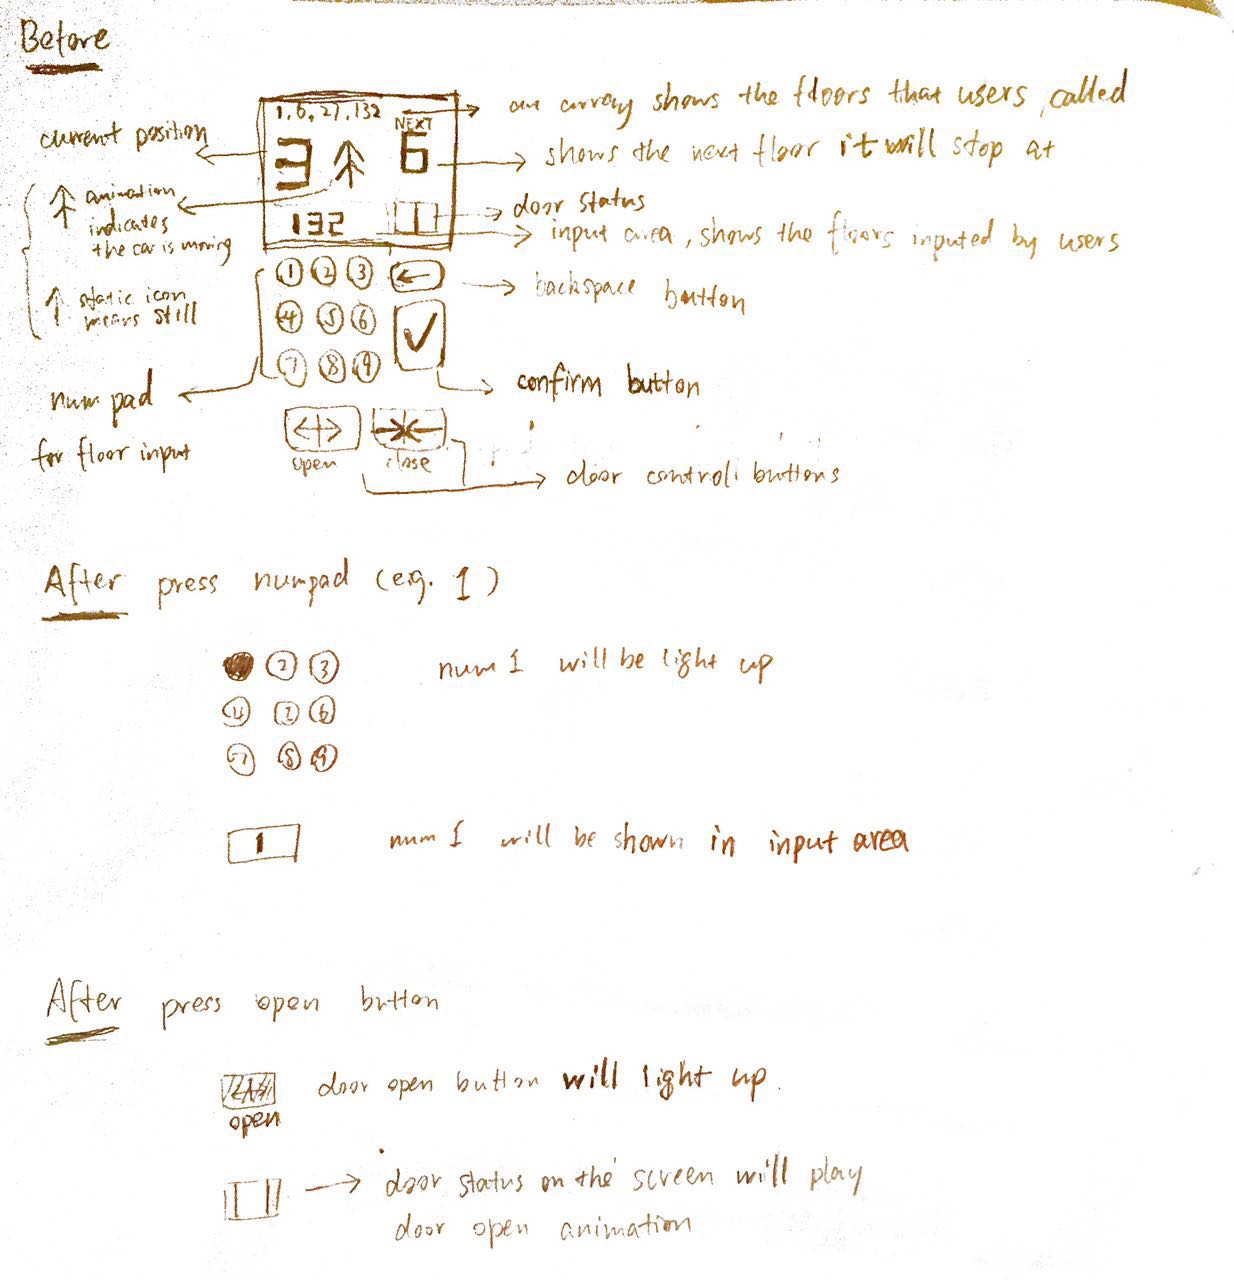 Before
1, 6, 27, 132
NEXT
3 6
132
an array shows the floors that users called
current position
shows the next floor it will stop at
animation
indicates
the car is moving
door status
input area, shows the floors inputed by users
static icon
means still
1 2 3
4 5 6
7 8 9
backspace button
num pad
for floor input
confirm button
open
close
door control buttons
After press numpad (e.g. 1)
2 3
4 6
7 8 9
num 1 will be light up
1
num 1 will be shown in input area
After press open button
open
door open button will light up.
door status on the screen will play
door open animation